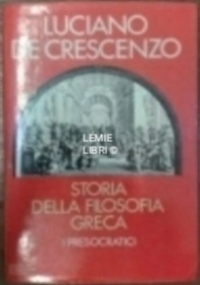 LUCIANO
DE CRESCENZO
LEMIE
LIBRI ©
STORIA
DELLA FILOSOFIA
GRECA
I PRESOCRATICI